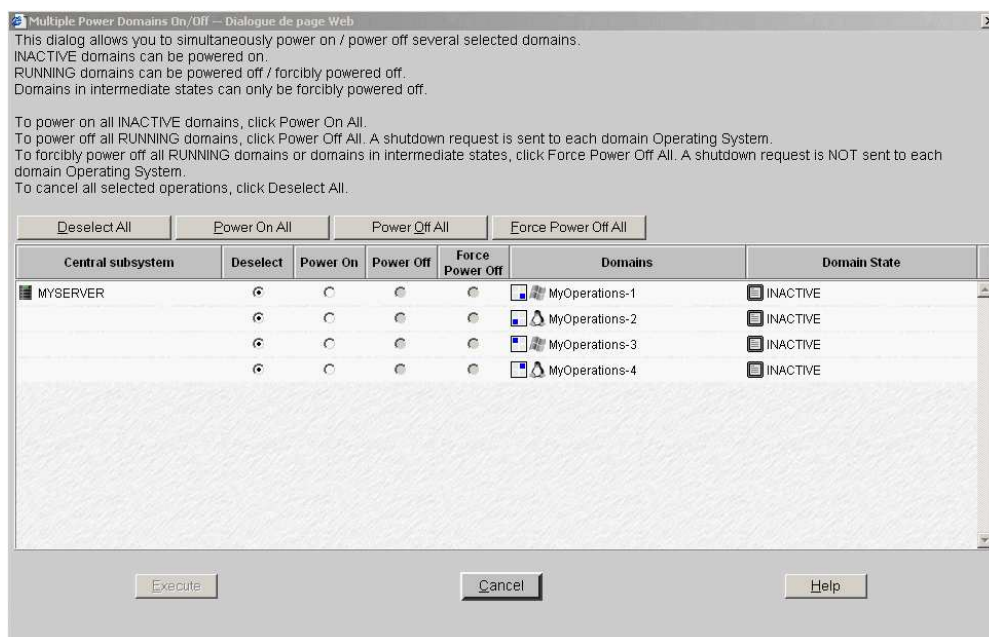 Multiple Power Domains On/Off -- Dialogue de page Web
This dialog allows you to simultaneously power on / power off several selected domains.
INACTIVE domains can be powered on.
RUNNING domains can be powered off / forcibly powered off.
Domains in intermediate states can only be forcibly powered off.
To power on all INACTIVE domains, click Power On All.
To power off all RUNNING domains, click Power Off All. A shutdown request is sent to each domain Operating System.
To forcibly power off all RUNNING domains or domains in intermediate states, click Force Power Off All. A shutdown request is NOT sent to each
domain Operating System.
To cancel all selected operations, click Deselect All.
Deselect All Power On All Power Off All Force Power Off All
Central subsystem Deselect Power On Power Off Force Power Off Domains Domain State
MYSERVER MyOperations-1 INACTIVE
MyOperations-2 INACTIVE
MyOperations-3 INACTIVE
MyOperations-4 INACTIVE
Execute Cancel Help